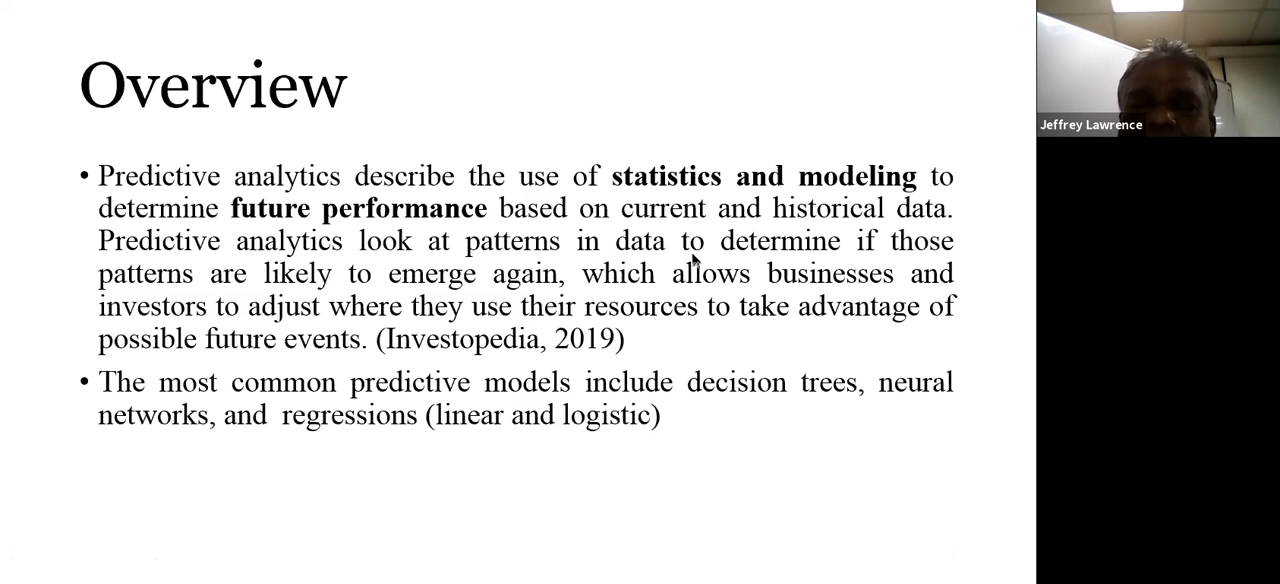 Overview
• Predictive analytics describe the use of statistics and modeling to
determine future performance based on current and historical data.
Predictive analytics look at patterns in data to determine if those
patterns are likely to emerge again, which allows businesses and
investors to adjust where they use their resources to take advantage of
possible future events. (Investopedia, 2019)
• The most common predictive models include decision trees, neural
networks, and  regressions (linear and logistic)
Jeffrey Lawrence